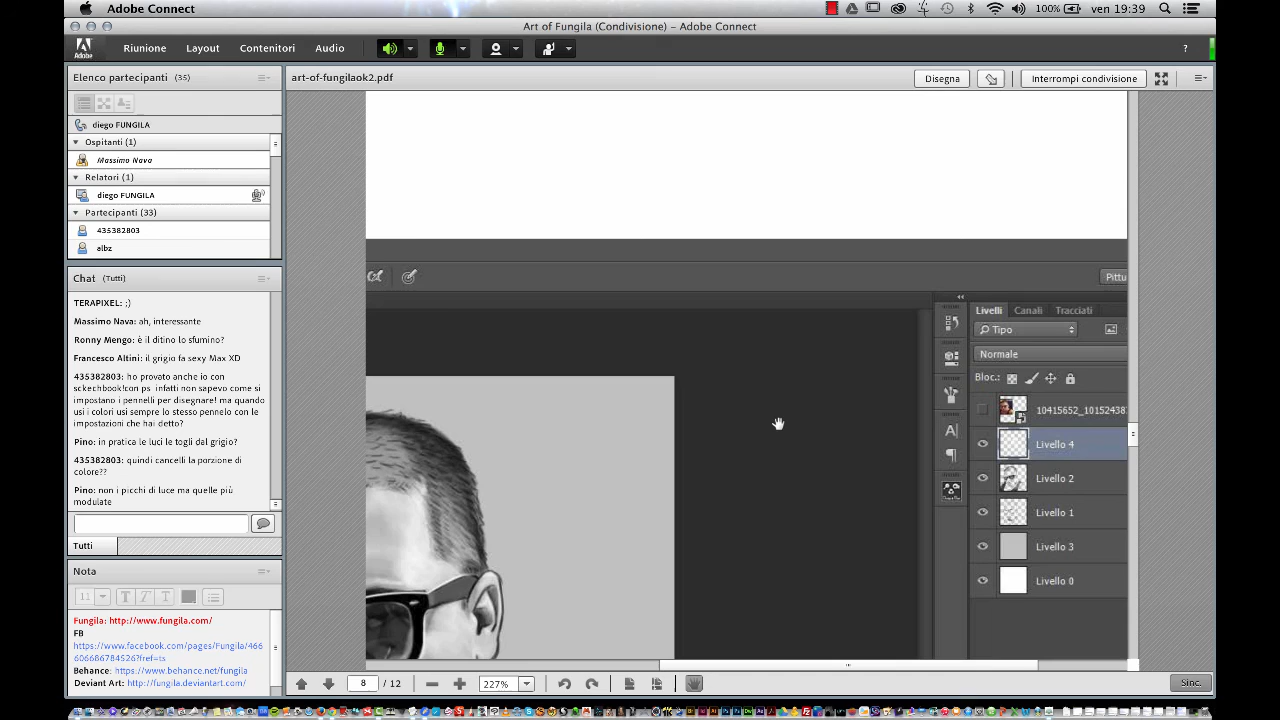 Adobe Connect
100%
ven 19:39
Art of Fungila (Condivisione) – Adobe Connect
Adobe
Riunione
Layout
Contenitori
Audio
?
Elenco partecipanti (35)
diego FUNGILA
Ospitanti (1)
Massimo Nava
Relatori (1)
diego FUNGILA
Partecipanti (33)
435382803
albz
Chat (Tutti)
TERAPIXEL: ;)
Massimo Nava: ah, interessante
Ronny Mengo: è il ditino lo sfumino?
Francesco Altini: il grigio fa sexy Max XD
435382803: ho provato anche io con
sckechbook!con ps infatti non sapevo come si
impostano i pennelli per disegnare! ma quando
usi i colori usi sempre lo stesso pennelo con le
impostazioni che hai detto?
Pino: in pratica le luci le togli dal grigio?
435382803: quindi cancelli la porzione di
colore??
Pino: non i picchi di luce ma quelle più
modulate
Tutti
Nota
11
T T T
Fungila: http://www.fungila.com/
FB
https://www.facebook.com/pages/Fungila/466
606686784526?fref=ts
Behance: https://www.behance.net/fungila
Deviant Art: http://fungila.deviantart.com/
art-of-fungilaok2.pdf
Disegna
Interrompi condivisione
Pittu
Livelli
Canali
Tracciati
Tipo
Normale
Bloc.:
10415652_10152438
Livello 4
Livello 2
Livello 1
Livello 3
Livello 0
8 / 12
227%
Sinc.